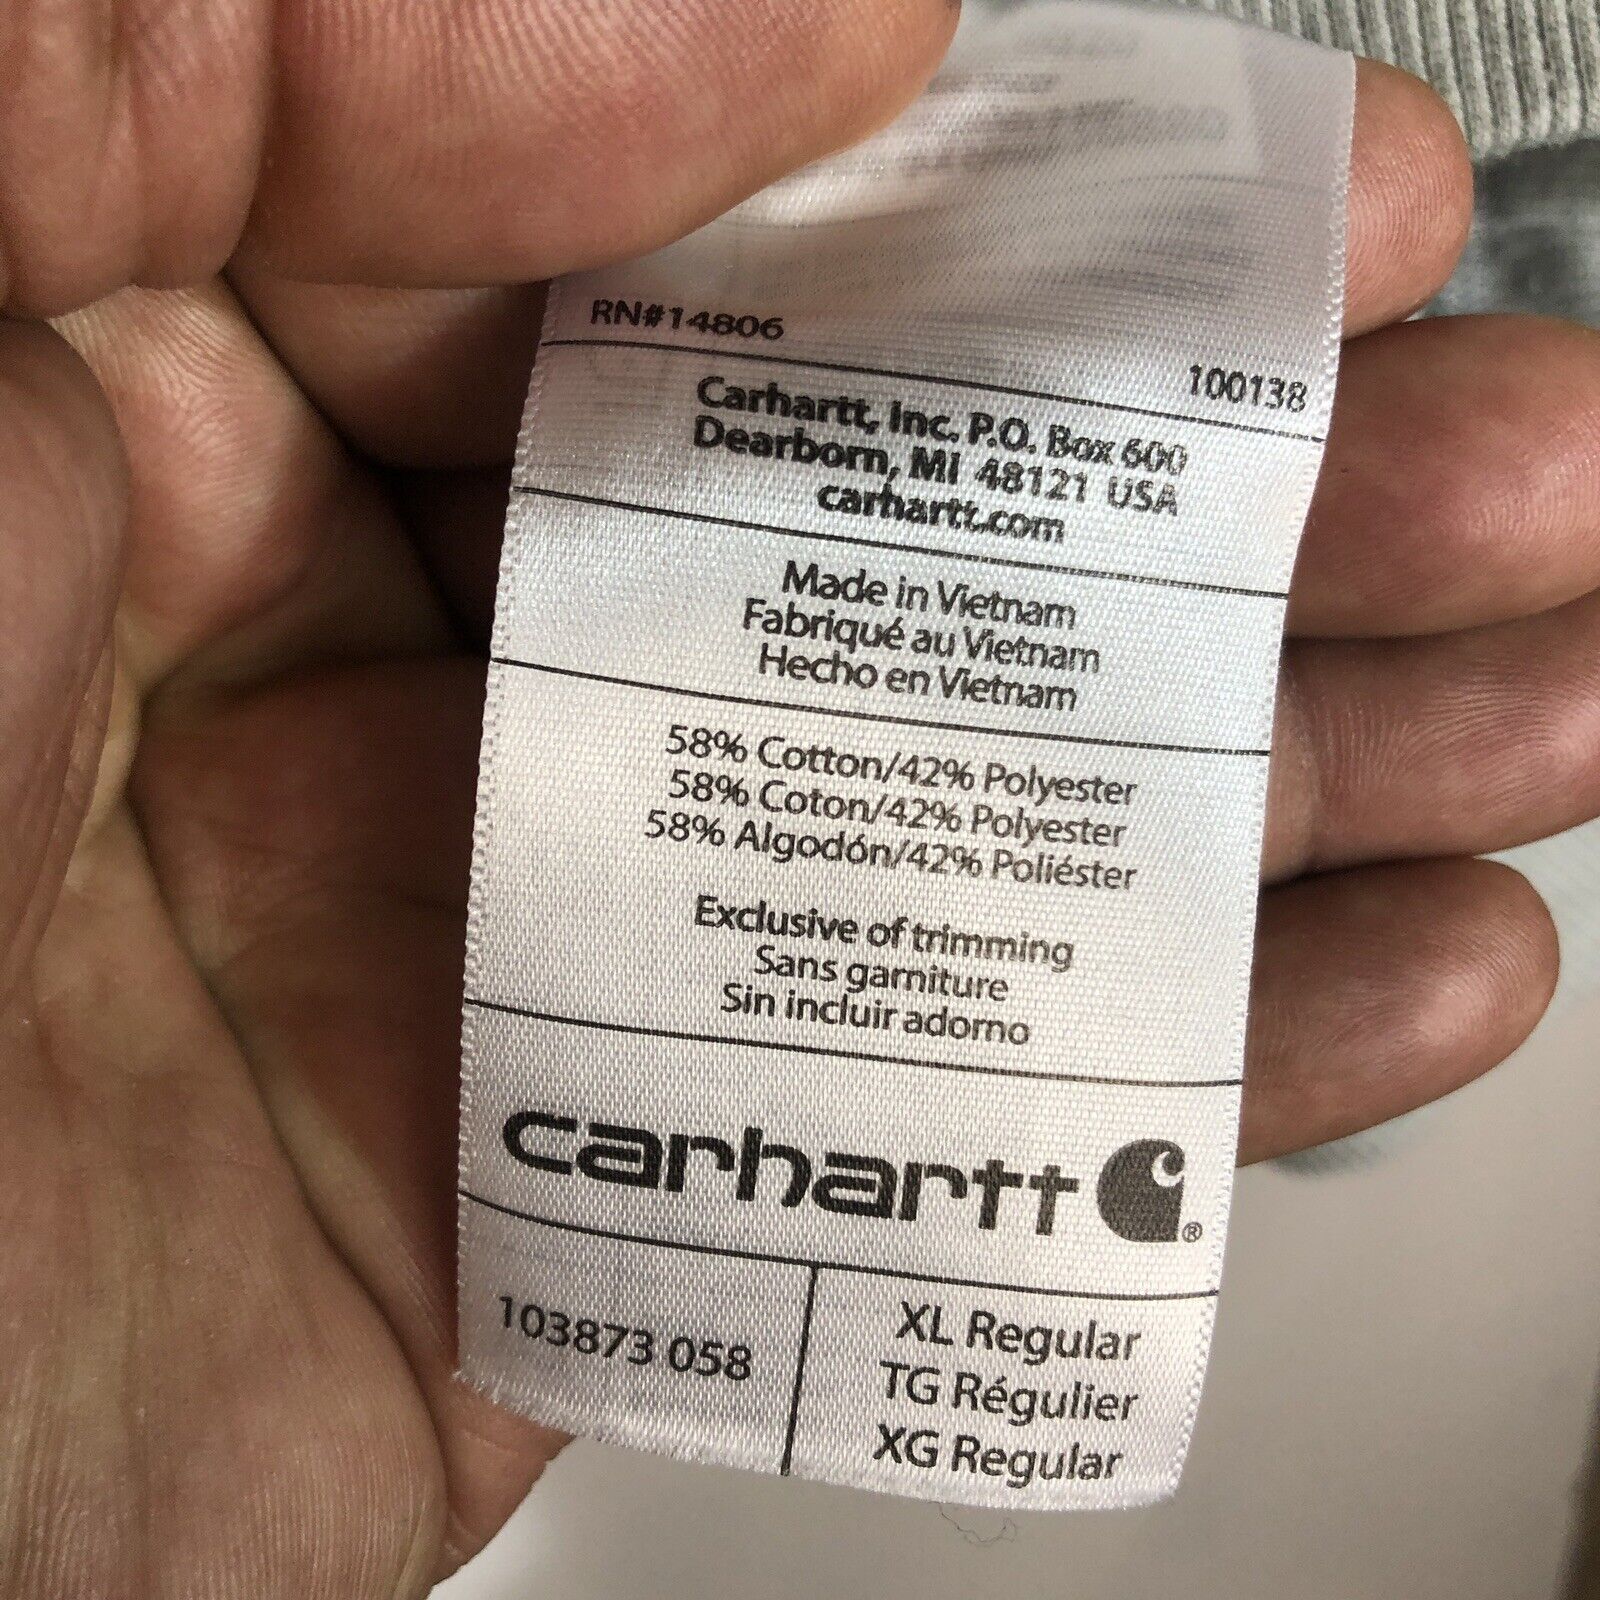 RN#14806
100138
Carhartt, Inc. P.O. Box 600
Dearborn, MI 48121 USA
carhartt.com
Made in Vietnam
Fabriqué au Vietnam
Hecho en Vietnam
58% Cotton/42% Polyester
58% Coton/42% Polyester
58% Algodón/42% Poliéster
Exclusive of trimming
Sans garniture
Sin incluir adorno
carhartt ®
103873 058
XL Regular
TG Régulier
XG Regular